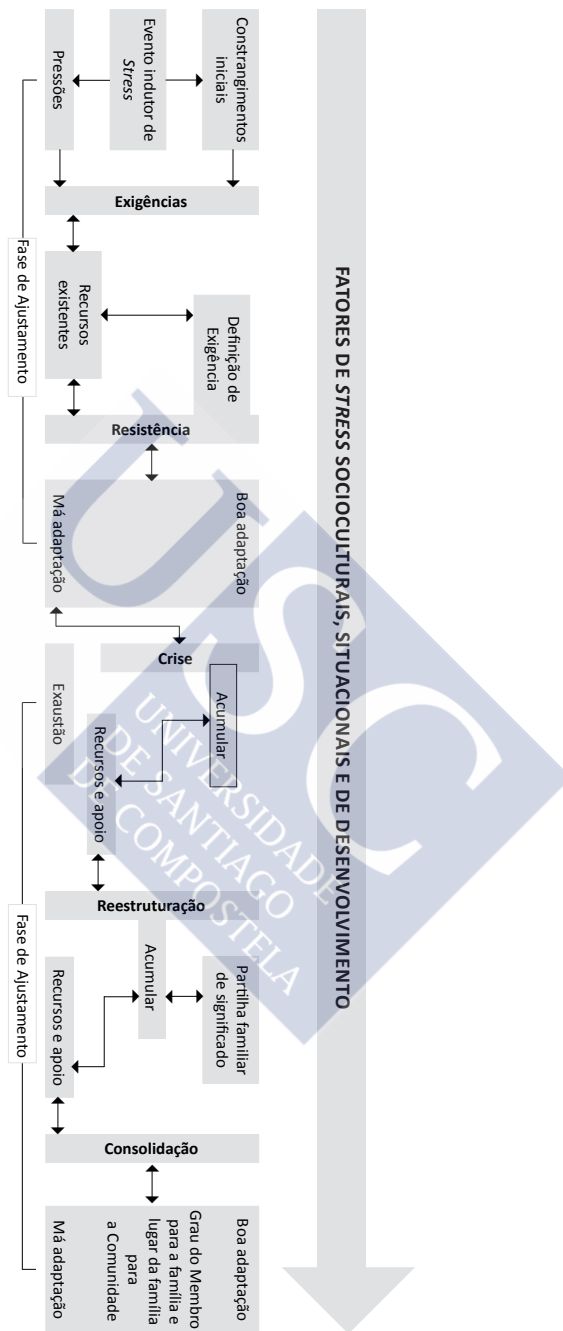 FATORES DE STRESS SOCIOCULTURAIS, SITUACIONAIS E DE DESENVOLVIMENTO
Constrangimentos
iniciais
Evento indutor de
Stress
Pressões
Exigências
Definição de
Exigência
Recursos
existentes
Resistência
Boa adaptação
Má adaptação
Fase de Ajustamento
Crise
Exaustão
Acumular
Recursos e apoio
Reestruturação
Partilha familiar
de significado
Acumular
Recursos e apoio
Consolidação
Boa adaptação
Grau do Membro
para a família e
lugar da família
para
a Comunidade
Má adaptação
Fase de Ajustamento
USC
UNIVERSIDADE
DE SANTIAGO
DE COMPOSTELA